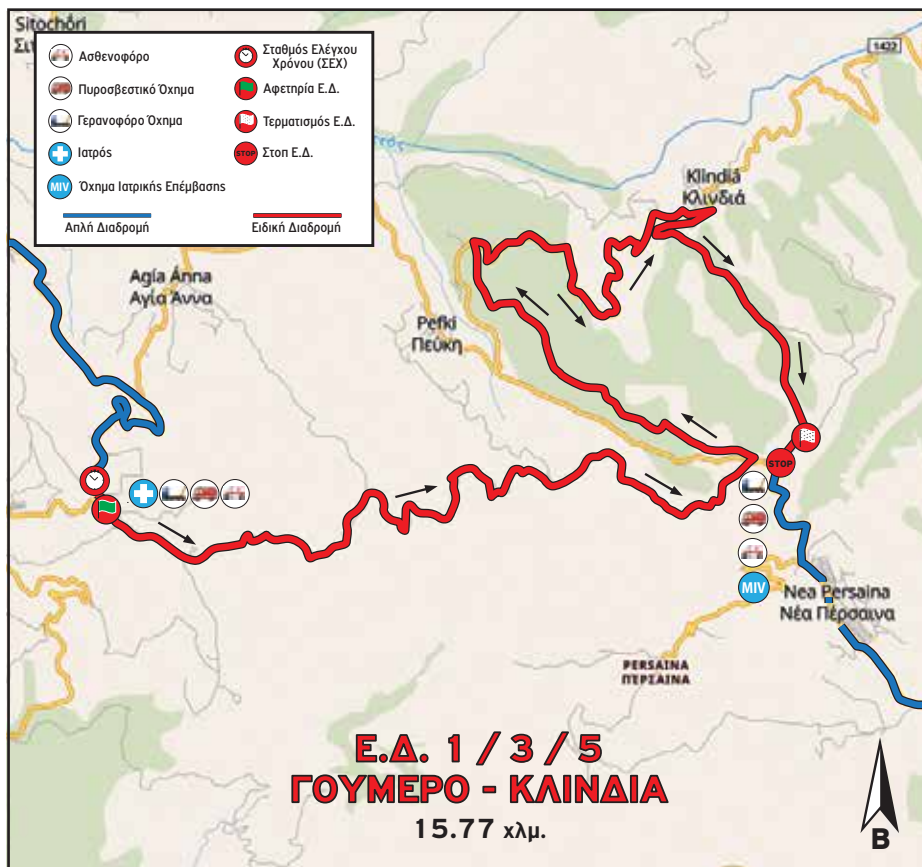 Sitochóri
Ασθενοφόρο
Πυροσβεστικό Όχημα
Γερανοφόρο Όχημα
Ιατρός
MIV Όχημα Ιατρικής Επέμβασης
Απλή Διαδρομή
Σταθμός Ελέγχου
Χρόνου (ΣΕΧ)
Αφετηρία Ε.Δ.
Τερματισμός Ε.Δ.
STOP Στοπ Ε.Δ.
Ειδική Διαδρομή
1422
Klindiá
Κλινδιά
Agía Ánna
Αγία Άννα
Pefki
Πεύκη
STOP
MIV
Nea Persaina
Νέα Πέρσαινα
PERSAINA
ΠΕΡΣΑΙΝΑ
Ε.Δ. 1 / 3 / 5
ΓΟΥΜΕΡΟ - ΚΛΙΝΔΙΑ
15.77 χλμ.
Β